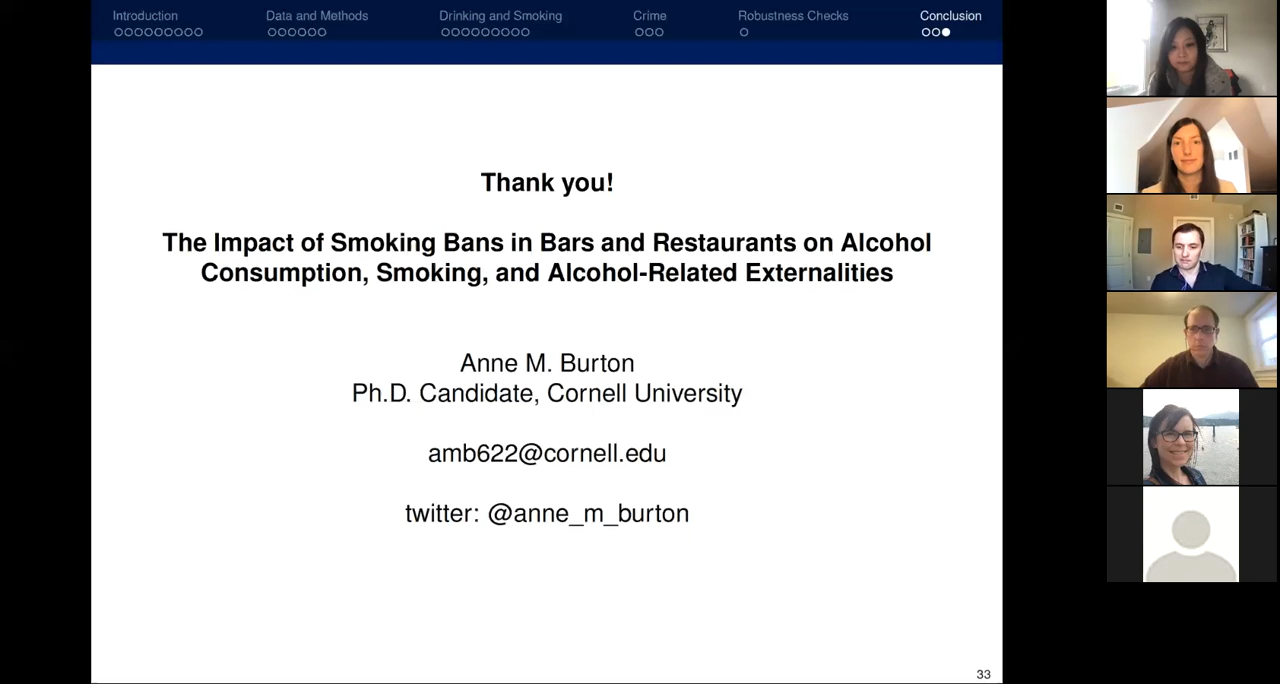 Introduction
Data and Methods
Drinking and Smoking
Crime
Robustness Checks
Conclusion
Thank you!
The Impact of Smoking Bans in Bars and Restaurants on Alcohol
Consumption, Smoking, and Alcohol-Related Externalities
Anne M. Burton
Ph.D. Candidate, Cornell University
amb622@cornell.edu
twitter: @anne_m_burton
33